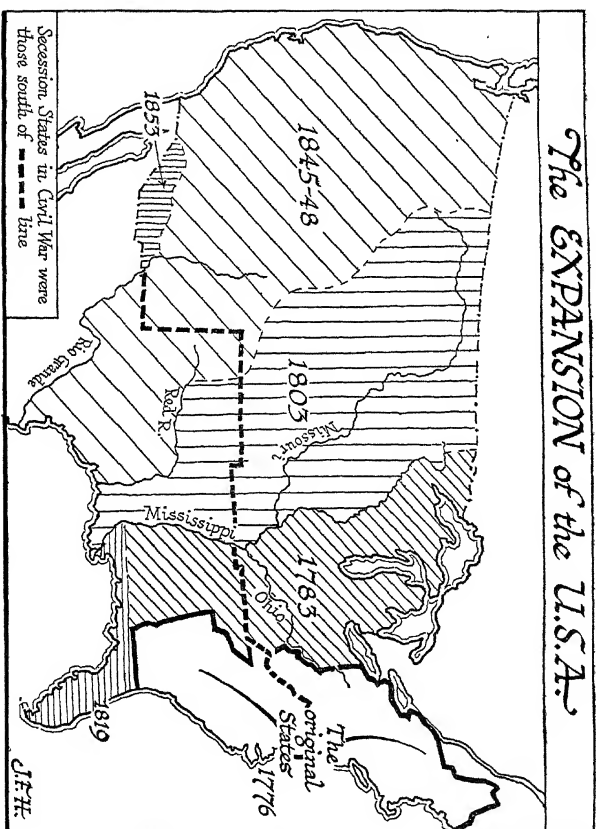 The EXPANSION of the U.S.A.
1845-48
1803
Missouri
1853
Rio Grande
Red R.
Mississippi
1783
Ohio
The
original
States
1776
1819
Secession States in Civil War were
those south of line
J.F.H.